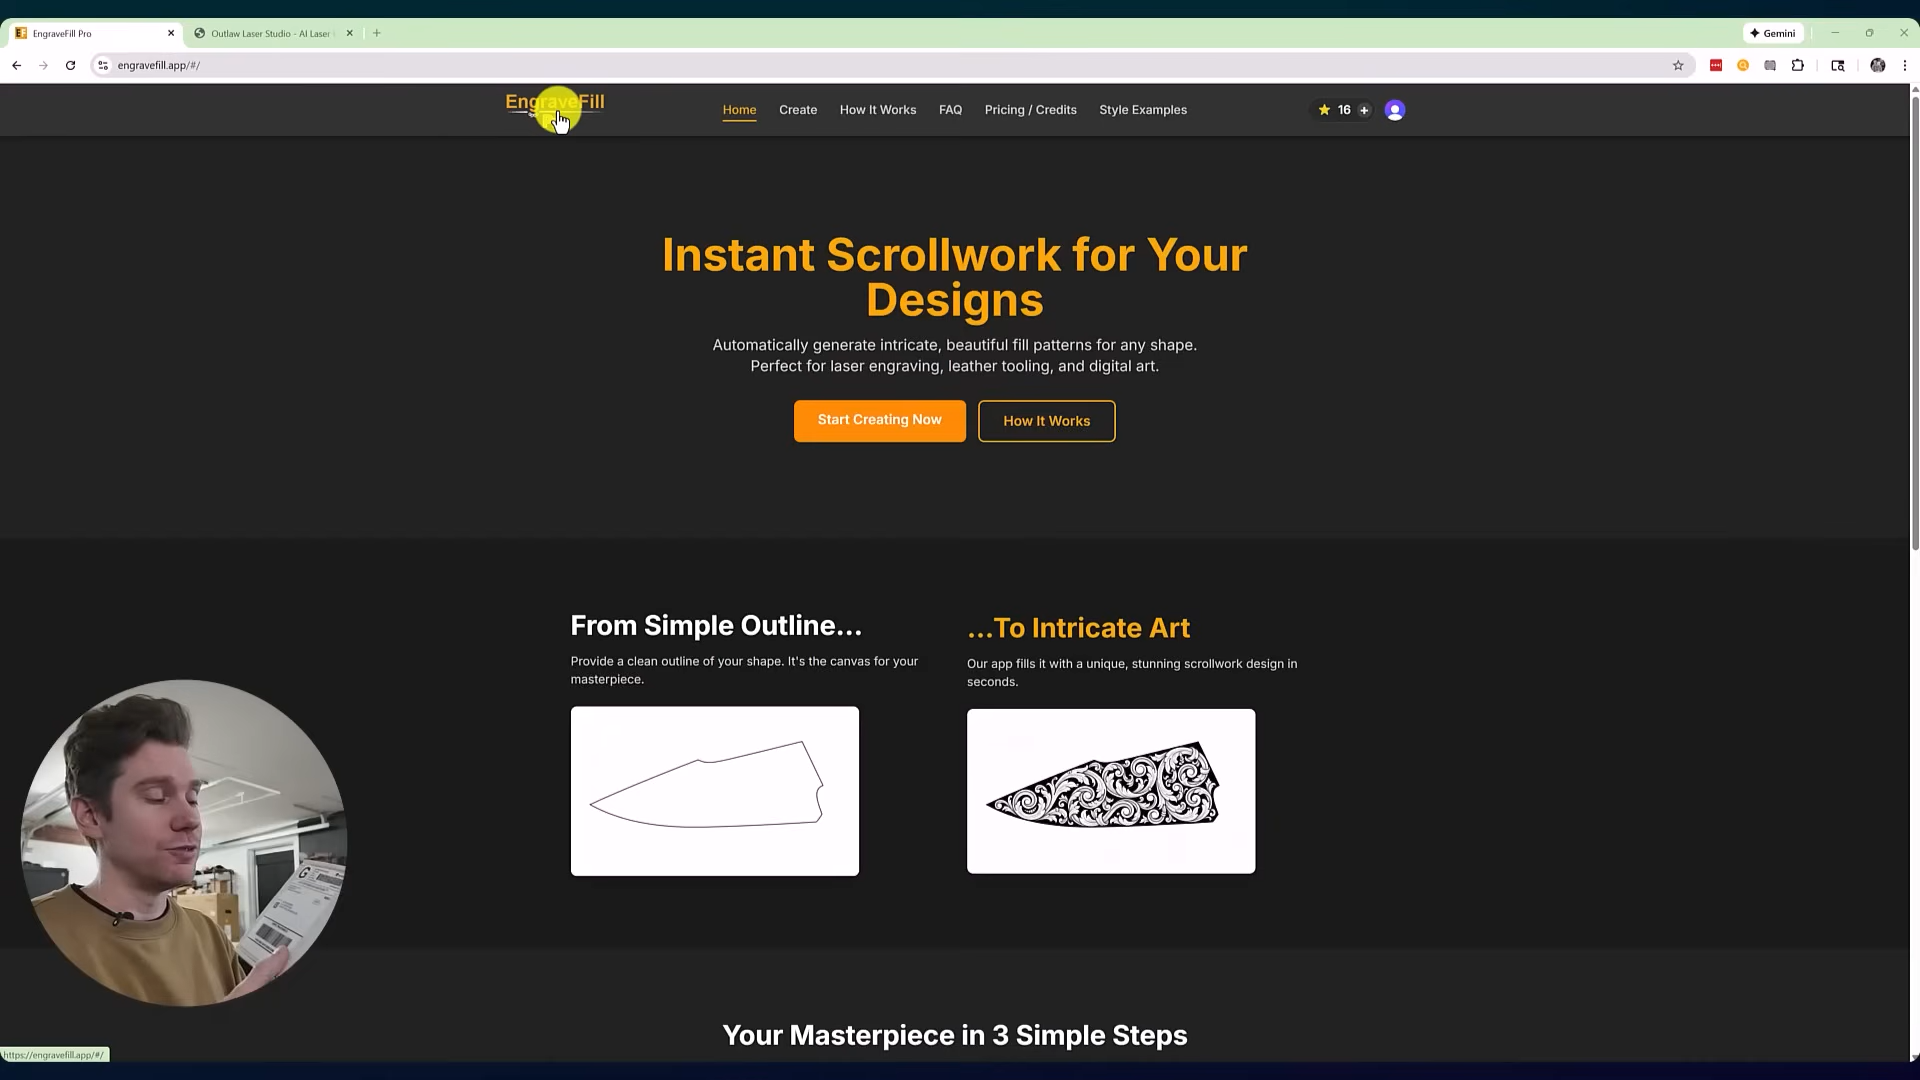 EngraveFill Pro
Outlaw Laser Studio - AI Laser
Gemini
engravefill.app/#/
EngraveFill
Home
Create
How It Works
FAQ
Pricing / Credits
Style Examples
16
Instant Scrollwork for Your
Designs
Automatically generate intricate, beautiful fill patterns for any shape.
Perfect for laser engraving, leather tooling, and digital art.
Start Creating Now
How It Works
From Simple Outline...
Provide a clean outline of your shape. It's the canvas for your
masterpiece.
...To Intricate Art
Our app fills it with a unique, stunning scrollwork design in
seconds.
G
Your Masterpiece in 3 Simple Steps
https://engravefill.app/#/